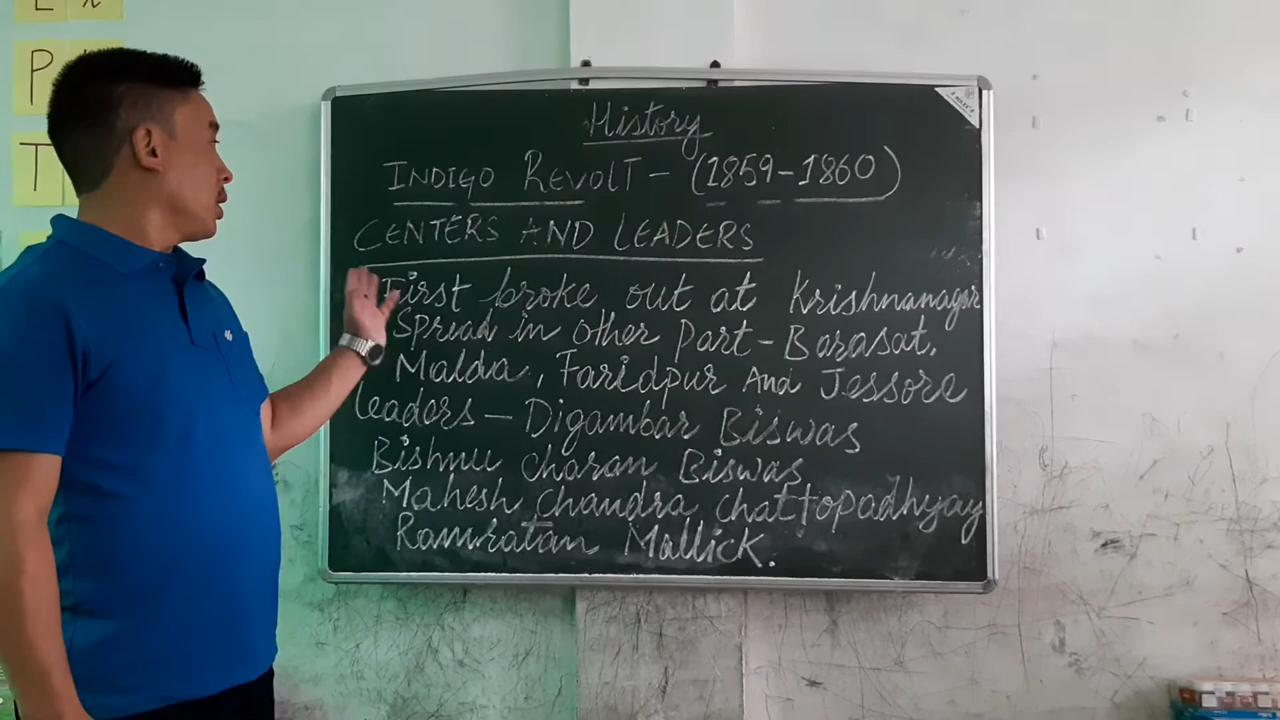 P
T
History
INDIGO REVOLT - (1859-1860)
CENTERS AND LEADERS
First broke out at Krishnanagar
Spread in other Part - Barasat,
Malda, Faridpur And Jessore
Leaders - Digambar Biswas
Bishnu Charan Biswas
Mahesh Chandra Chattopadhyay
Ramratan Mallick.